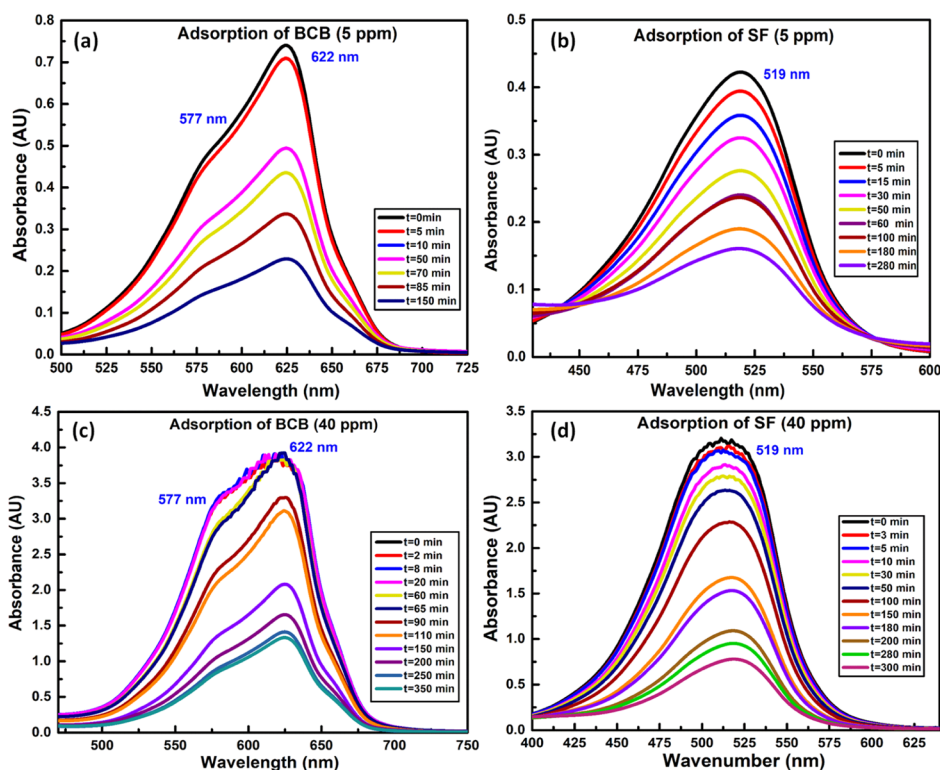 (a)
Adsorption of BCB (5 ppm)
622 nm
577 nm
Absorbance (AU)
0.8
0.7
0.6
0.5
0.4
0.3
0.2
0.1
0.0
t=0min
t=5 min
t=10 min
t=50 min
t=70 min
t=85 min
t=150 min
500 525 550 575 600 625 650 675 700 725
Wavelength (nm)
(b)
Adsorption of SF (5 ppm)
519 nm
Absorbance (AU)
0.5
0.4
0.3
0.2
0.1
0.0
t=0 min
t=5 min
t=15 min
t=30 min
t=50 min
t=60 min
t=100 min
t=180 min
t=280 min
450 475 500 525 550 575 600
Wavelength (nm)
(c)
Adsorption of BCB (40 ppm)
622 nm
577 nm
Absorbance (AU)
4.5
4.0
3.5
3.0
2.5
2.0
1.5
1.0
0.5
0.0
t=0 min
t=2 min
t=8 min
t=20 min
t=60 min
t=65 min
t=90 min
t=110 min
t=150 min
t=200 min
t=250 min
t=350 min
500 550 600 650 700 750
Wavelength (nm)
(d)
Adsorption of SF (40 ppm)
519 nm
Absorbance (AU)
3.5
3.0
2.5
2.0
1.5
1.0
0.5
0.0
t=0 min
t=3 min
t=5 min
t=10 min
t=30 min
t=50 min
t=100 min
t=150 min
t=180 min
t=200 min
t=280 min
t=300 min
400 425 450 475 500 525 550 575 600 625
Wavenumber (nm)